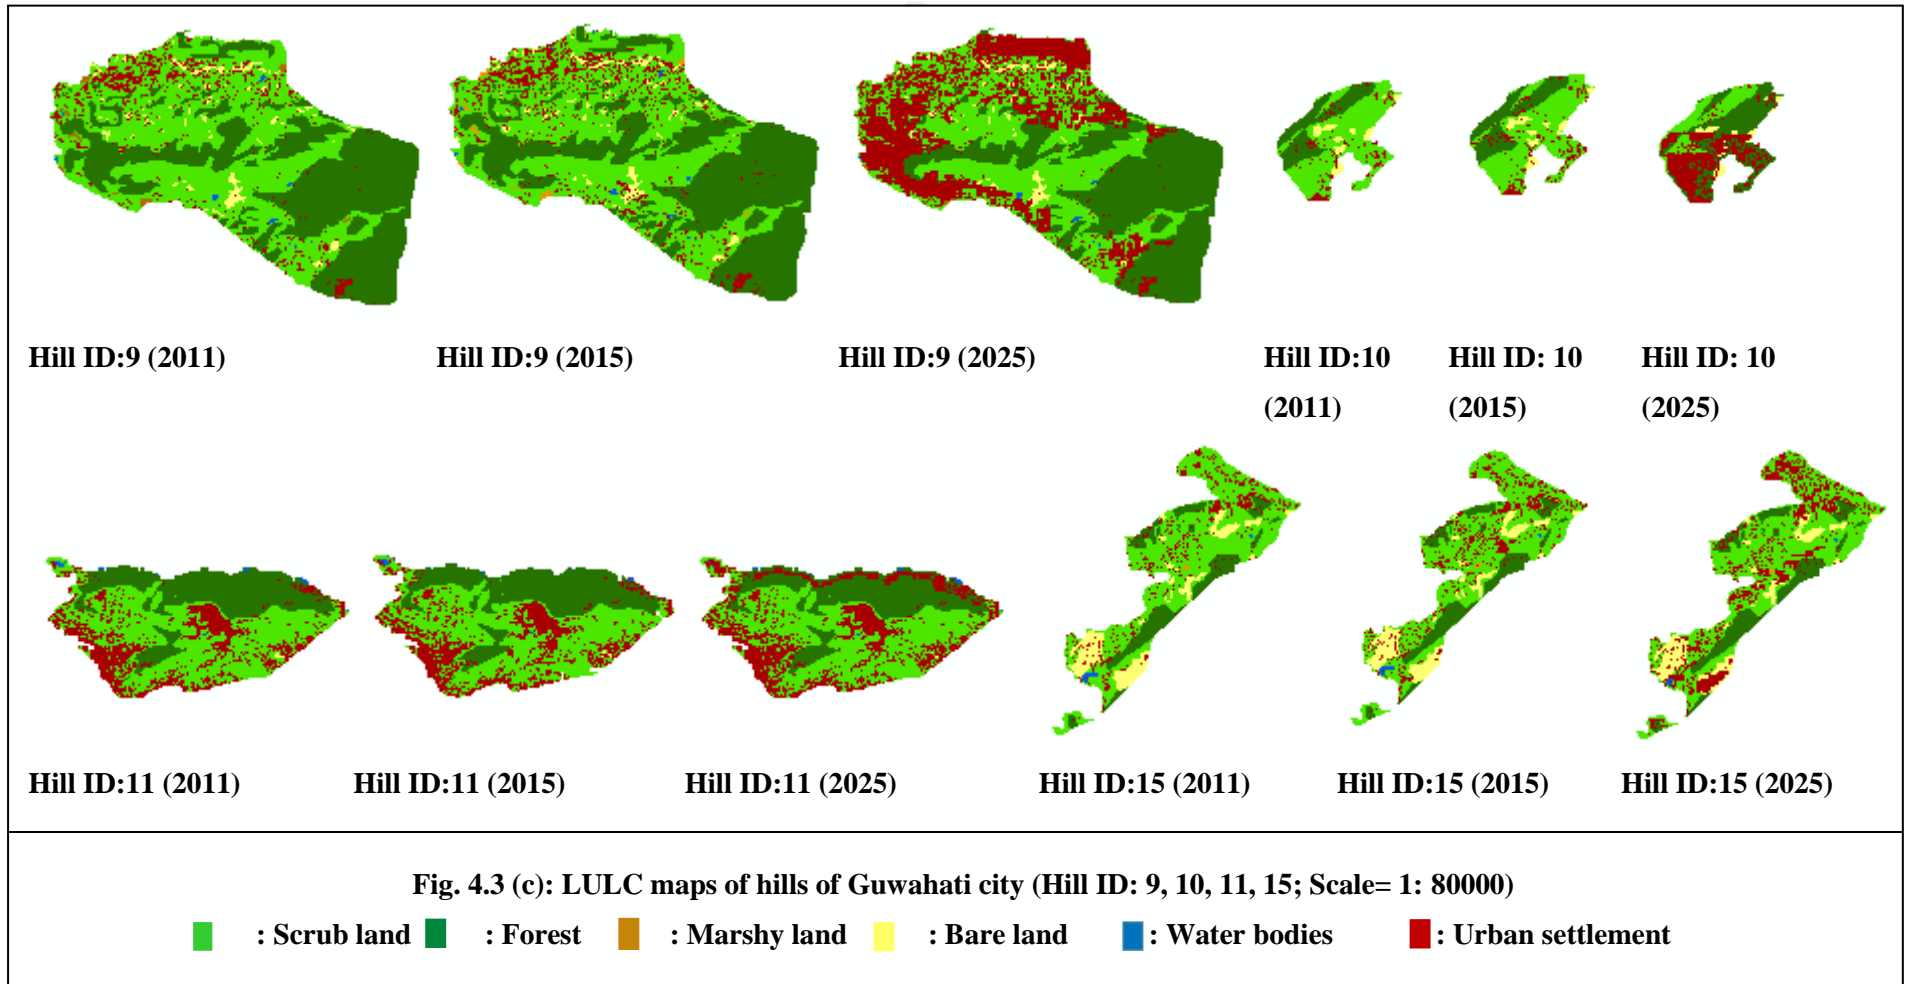 Hill ID:9 (2011)
Hill ID:9 (2015)
Hill ID:9 (2025)
Hill ID:10
(2011)
Hill ID: 10
(2015)
Hill ID: 10
(2025)
Hill ID:11 (2011)
Hill ID:11 (2015)
Hill ID:11 (2025)
Hill ID:15 (2011)
Hill ID:15 (2015)
Hill ID:15 (2025)
Fig. 4.3 (c): LULC maps of hills of Guwahati city (Hill ID: 9, 10, 11, 15; Scale= 1: 80000)
: Scrub land : Forest : Marshy land : Bare land : Water bodies : Urban settlement